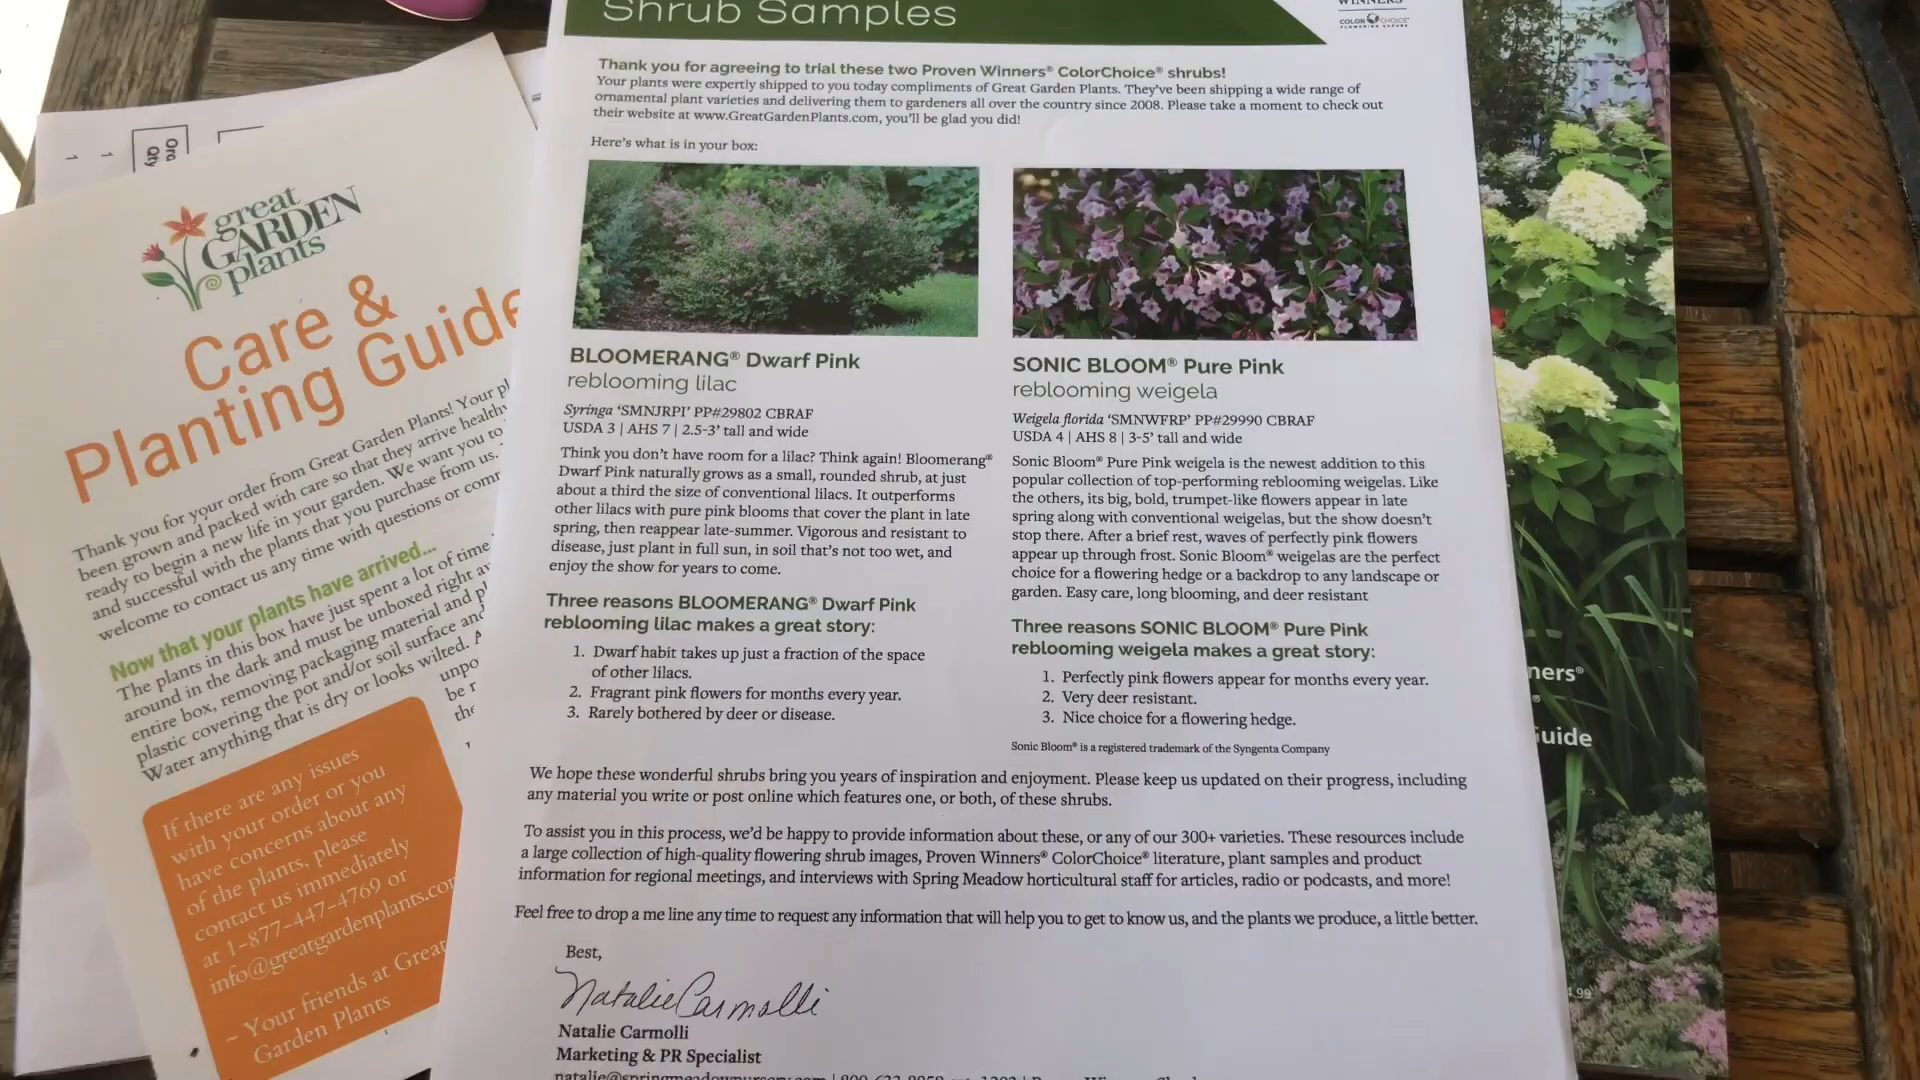 Shrub Samples
WINNERS
COLOR CHOICE
FLOWERING SHRUBS
Thank you for agreeing to trial these two Proven Winners® ColorChoice® shrubs!
Your plants were expertly shipped to you today compliments of Great Garden Plants. They've been shipping a wide range of
ornamental plant varieties and delivering them to gardeners all over the country since 2008. Please take a moment to check out
their website at www.GreatGardenPlants.com, you'll be glad you did!
Here's what is in your box:
BLOOMERANG® Dwarf Pink
reblooming lilac
Syringa ‘SMNJRPI’ PP#29802 CBRAF
USDA 3 | AHS 7 | 2.5-3' tall and wide
Think you don't have room for a lilac? Think again! Bloomerang®
Dwarf Pink naturally grows as a small, rounded shrub, at just
about a third the size of conventional lilacs. It outperforms
other lilacs with pure pink blooms that cover the plant in late
spring, then reappear late-summer. Vigorous and resistant to
disease, just plant in full sun, in soil that's not too wet, and
enjoy the show for years to come.
Three reasons BLOOMERANG® Dwarf Pink
reblooming lilac makes a great story:
1. Dwarf habit takes up just a fraction of the space
of other lilacs.
2. Fragrant pink flowers for months every year.
3. Rarely bothered by deer or disease.
SONIC BLOOM® Pure Pink
reblooming weigela
Weigela florida ‘SMNWFRP’ PP#29990 CBRAF
USDA 4 | AHS 8 | 3-5' tall and wide
Sonic Bloom® Pure Pink weigela is the newest addition to this
popular collection of top-performing reblooming weigelas. Like
the others, its big, bold, trumpet-like flowers appear in late
spring along with conventional weigelas, but the show doesn't
stop there. After a brief rest, waves of perfectly pink flowers
appear up through frost. Sonic Bloom® weigelas are the perfect
choice for a flowering hedge or a backdrop to any landscape or
garden. Easy care, long blooming, and deer resistant
Three reasons SONIC BLOOM® Pure Pink
reblooming weigela makes a great story:
1. Perfectly pink flowers appear for months every year.
2. Very deer resistant.
3. Nice choice for a flowering hedge.
Sonic Bloom® is a registered trademark of the Syngenta Company
We hope these wonderful shrubs bring you years of inspiration and enjoyment. Please keep us updated on their progress, including
any material you write or post online which features one, or both, of these shrubs.
To assist you in this process, we'd be happy to provide information about these, or any of our 300+ varieties. These resources include
a large collection of high-quality flowering shrub images, Proven Winners® ColorChoice® literature, plant samples and product
information for regional meetings, and interviews with Spring Meadow horticultural staff for articles, radio or podcasts, and more!
Feel free to drop a me line any time to request any information that will help you to get to know us, and the plants we produce, a little better.
Best,
Natalie Carmolli
Natalie Carmolli
Marketing & PR Specialist
Ord
Qty
1 1
great
GARDEN
plants
Care &
Planting Guide
Thank you for your order from Great Garden Plants! Your pl
been grown and packed with care so that they arrive healthy
ready to begin a new life in your garden. We want you to
and successful with the plants that you purchase from us.
welcome to contact us any time with questions or comr
Now that your plants have arrived...
The plants in this box have just spent a lot of time
around in the dark and must be unboxed right a
entire box, removing packaging material and p
plastic covering the pot and/or soil surface and
Water anything that is dry or looks wilted. A
unpo
be r
the
If there are any issues
with your order or you
have concerns about any
of the plants, please
contact us immediately
at 1-877-447-4769 or
info@greatgardenplants.com
~ Your friends at Great
Garden Plants
ners®
®
uide
4.99